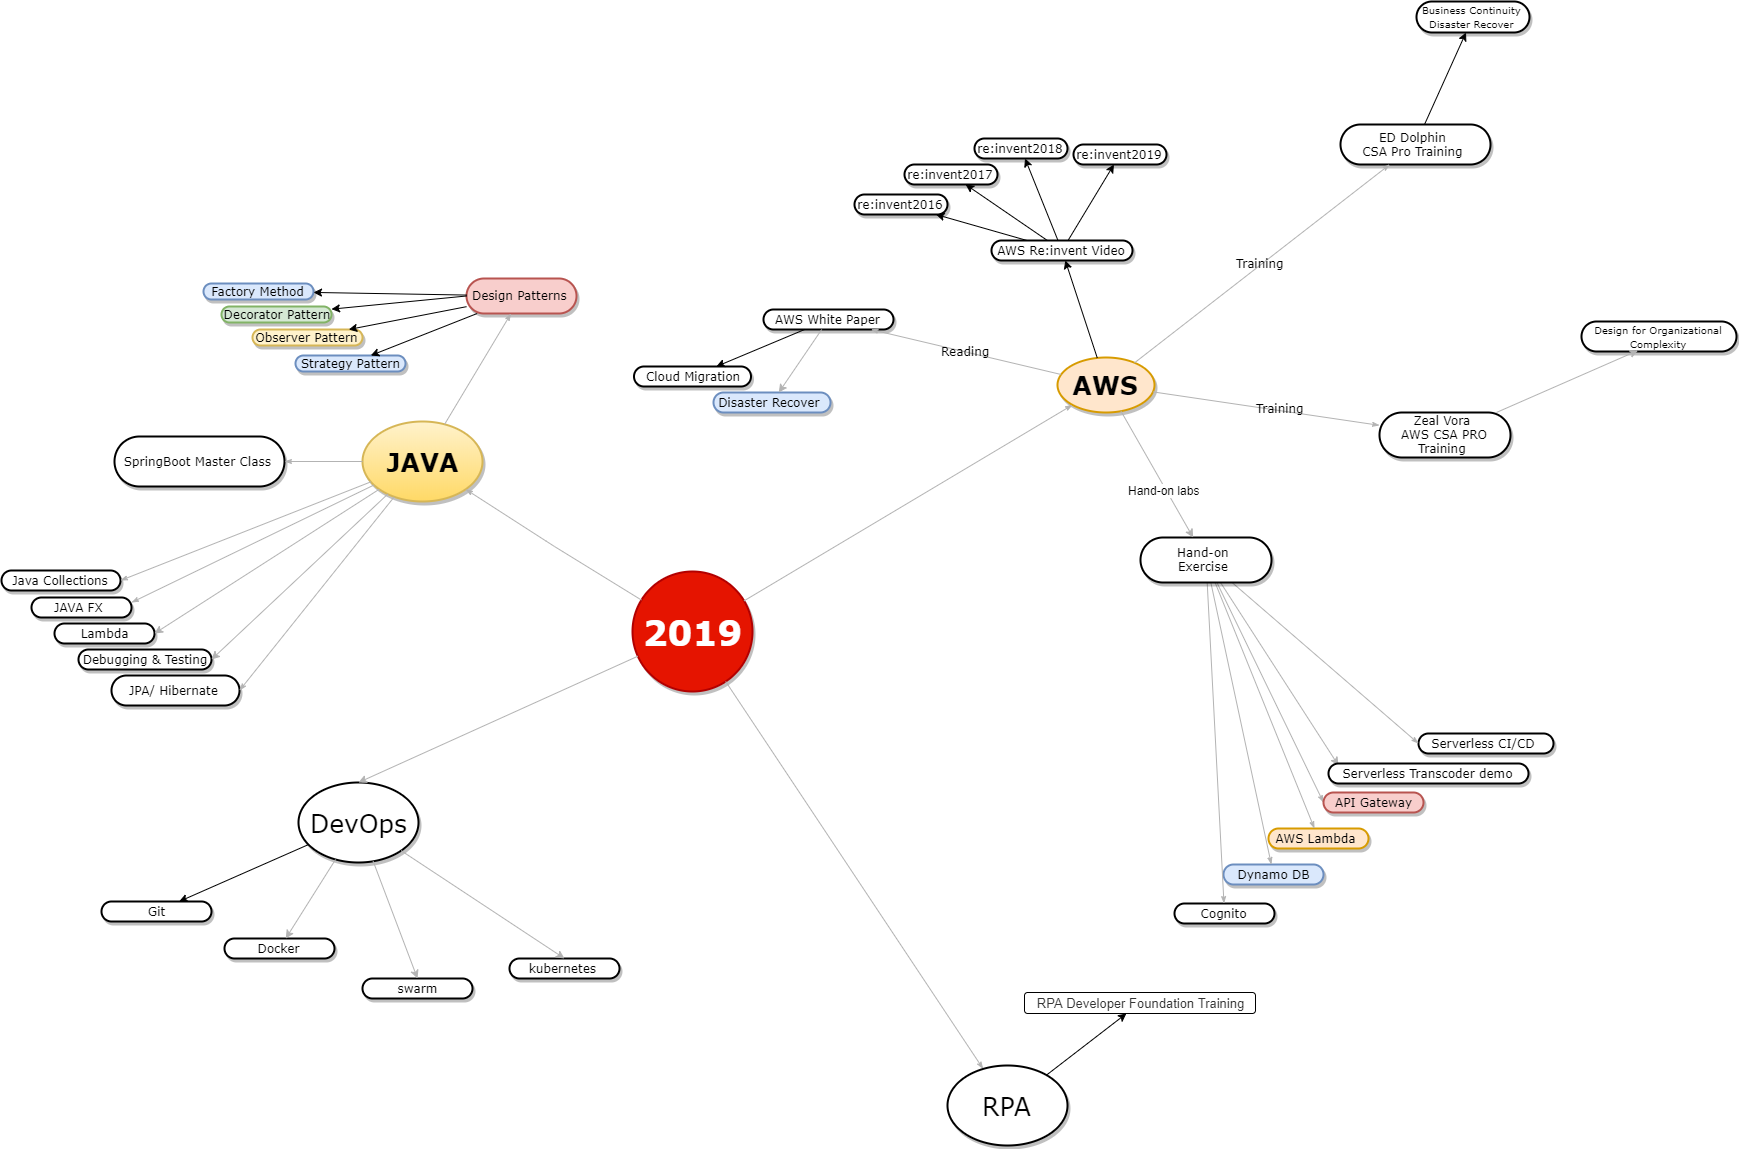 Business Continuity
Disaster Recover
ED Dolphin
CSA Pro Training
re:invent2018
re:invent2019
re:invent2017
re:invent2016
AWS Re:invent Video
Training
Factory Method
Design Patterns
Decorator Pattern
Observer Pattern
Strategy Pattern
AWS White Paper
Reading
Cloud Migration
Disaster Recover
AWS
Design for Organizational
Complexity
Training
Zeal Vora
AWS CSA PRO
Training
SpringBoot Master Class
JAVA
Hand-on labs
Hand-on
Exercise
Java Collections
JAVA FX
Lambda
Debugging & Testing
JPA/ Hibernate
2019
Serverless CI/CD
Serverless Transcoder demo
API Gateway
AWS Lambda
Dynamo DB
Cognito
DevOps
Git
Docker
swarm
kubernetes
RPA Developer Foundation Training
RPA